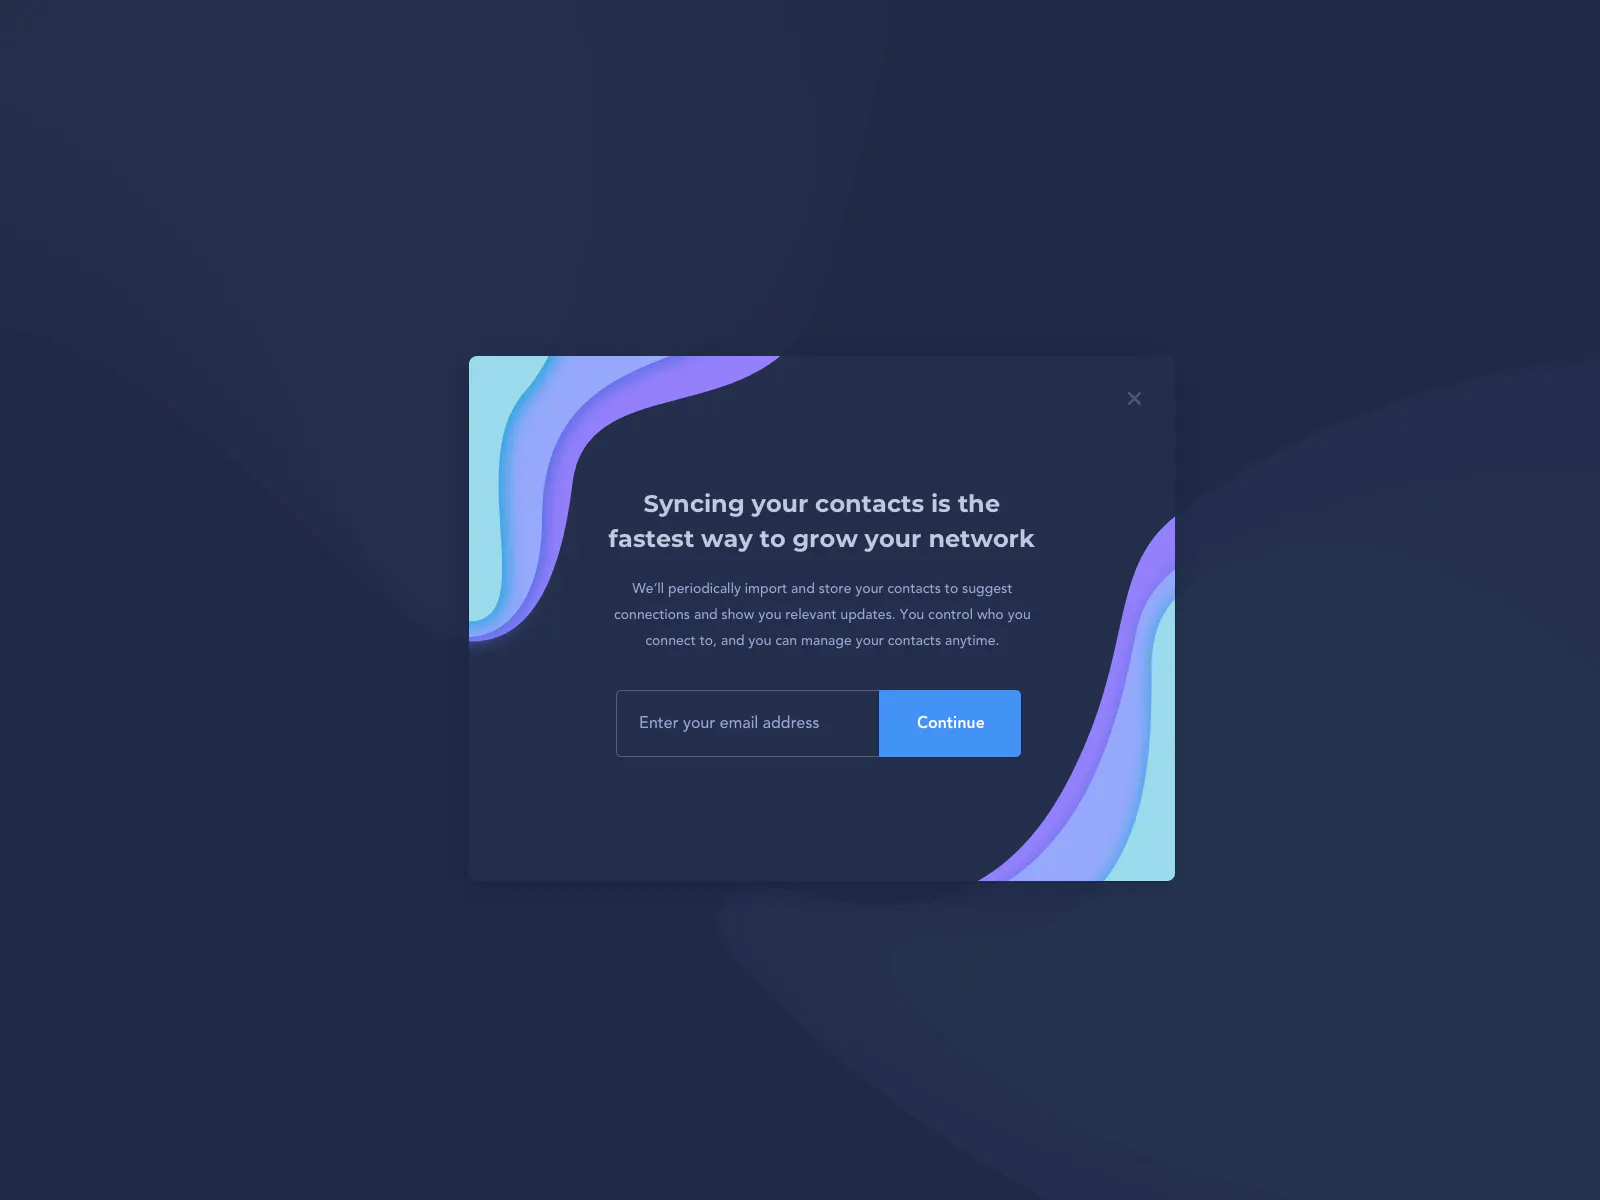 Syncing your contacts is the
fastest way to grow your network
We’ll periodically import and store your contacts to suggest
connections and show you relevant updates. You control who you
connect to, and you can manage your contacts anytime.
Enter your email address
Continue